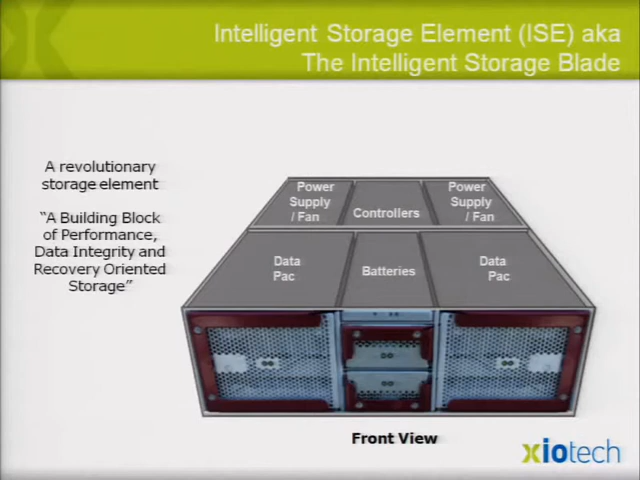 Intelligent Storage Element (ISE) aka
The Intelligent Storage Blade
A revolutionary
storage element
“A Building Block
of Performance,
Data Integrity and
Recovery Oriented
Storage”
Power
Supply
/ Fan
Controllers
Power
Supply
/ Fan
Data
Pac
Batteries
Data
Pac
Front View
xiotech